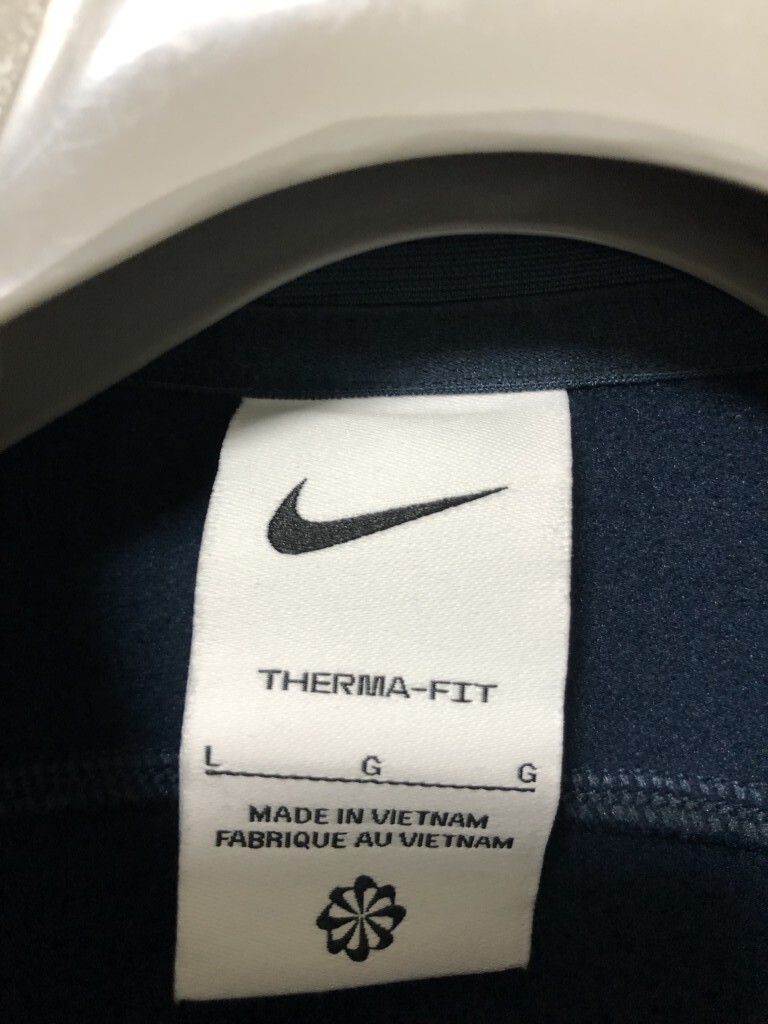 THERMA-FIT
L G G
MADE IN VIETNAM
FABRIQUE AU VIETNAM